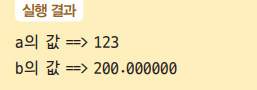 실행 결과
a의 값 ==> 123
b의 값 ==> 200.000000